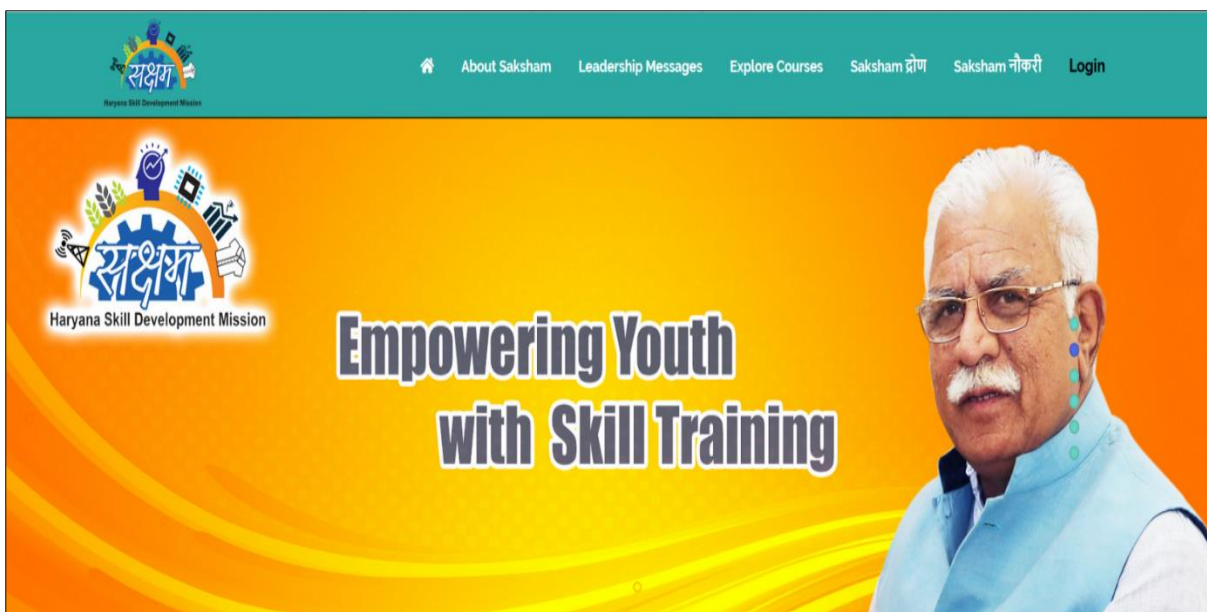 सक्षम
Haryana Skill Development Mission
About Saksham Leadership Messages Explore Courses Saksham द्रोण Saksham नौकरी Login
सक्षम
Haryana Skill Development Mission
Empowering Youth
with Skill Training